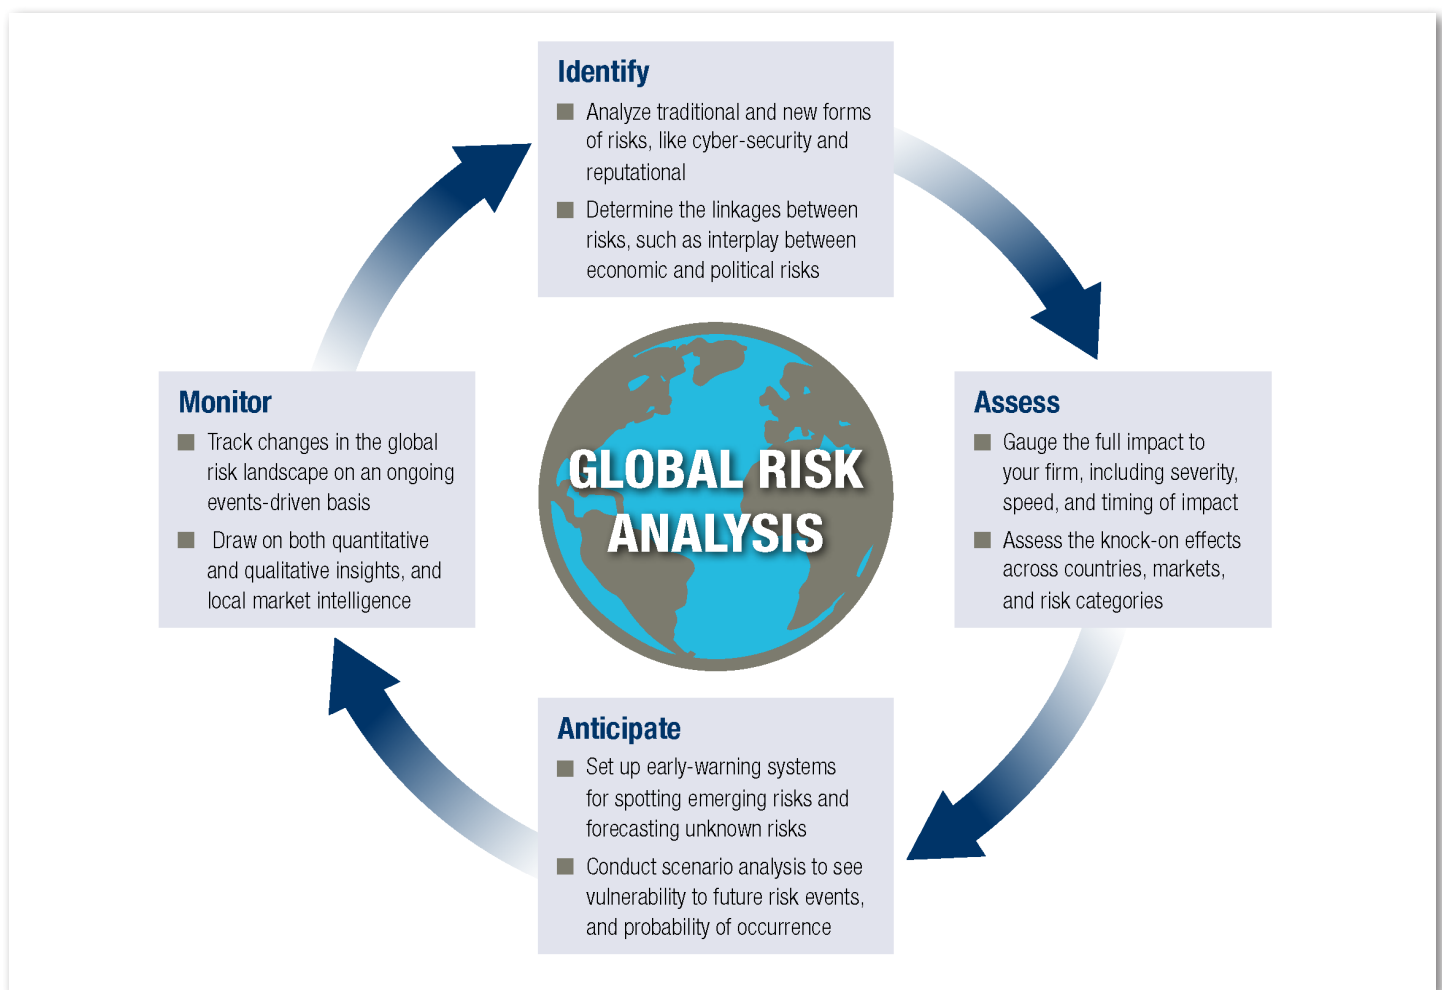 Identify
Analyze traditional and new forms
of risks, like cyber-security and
reputational
Determine the linkages between
risks, such as interplay between
economic and political risks
Assess
Gauge the full impact to
your firm, including severity,
speed, and timing of impact
Assess the knock-on effects
across countries, markets,
and risk categories
Anticipate
Set up early-warning systems
for spotting emerging risks and
forecasting unknown risks
Conduct scenario analysis to see
vulnerability to future risk events,
and probability of occurrence
Monitor
Track changes in the global
risk landscape on an ongoing
events-driven basis
Draw on both quantitative
and qualitative insights, and
local market intelligence
GLOBAL RISK
ANALYSIS